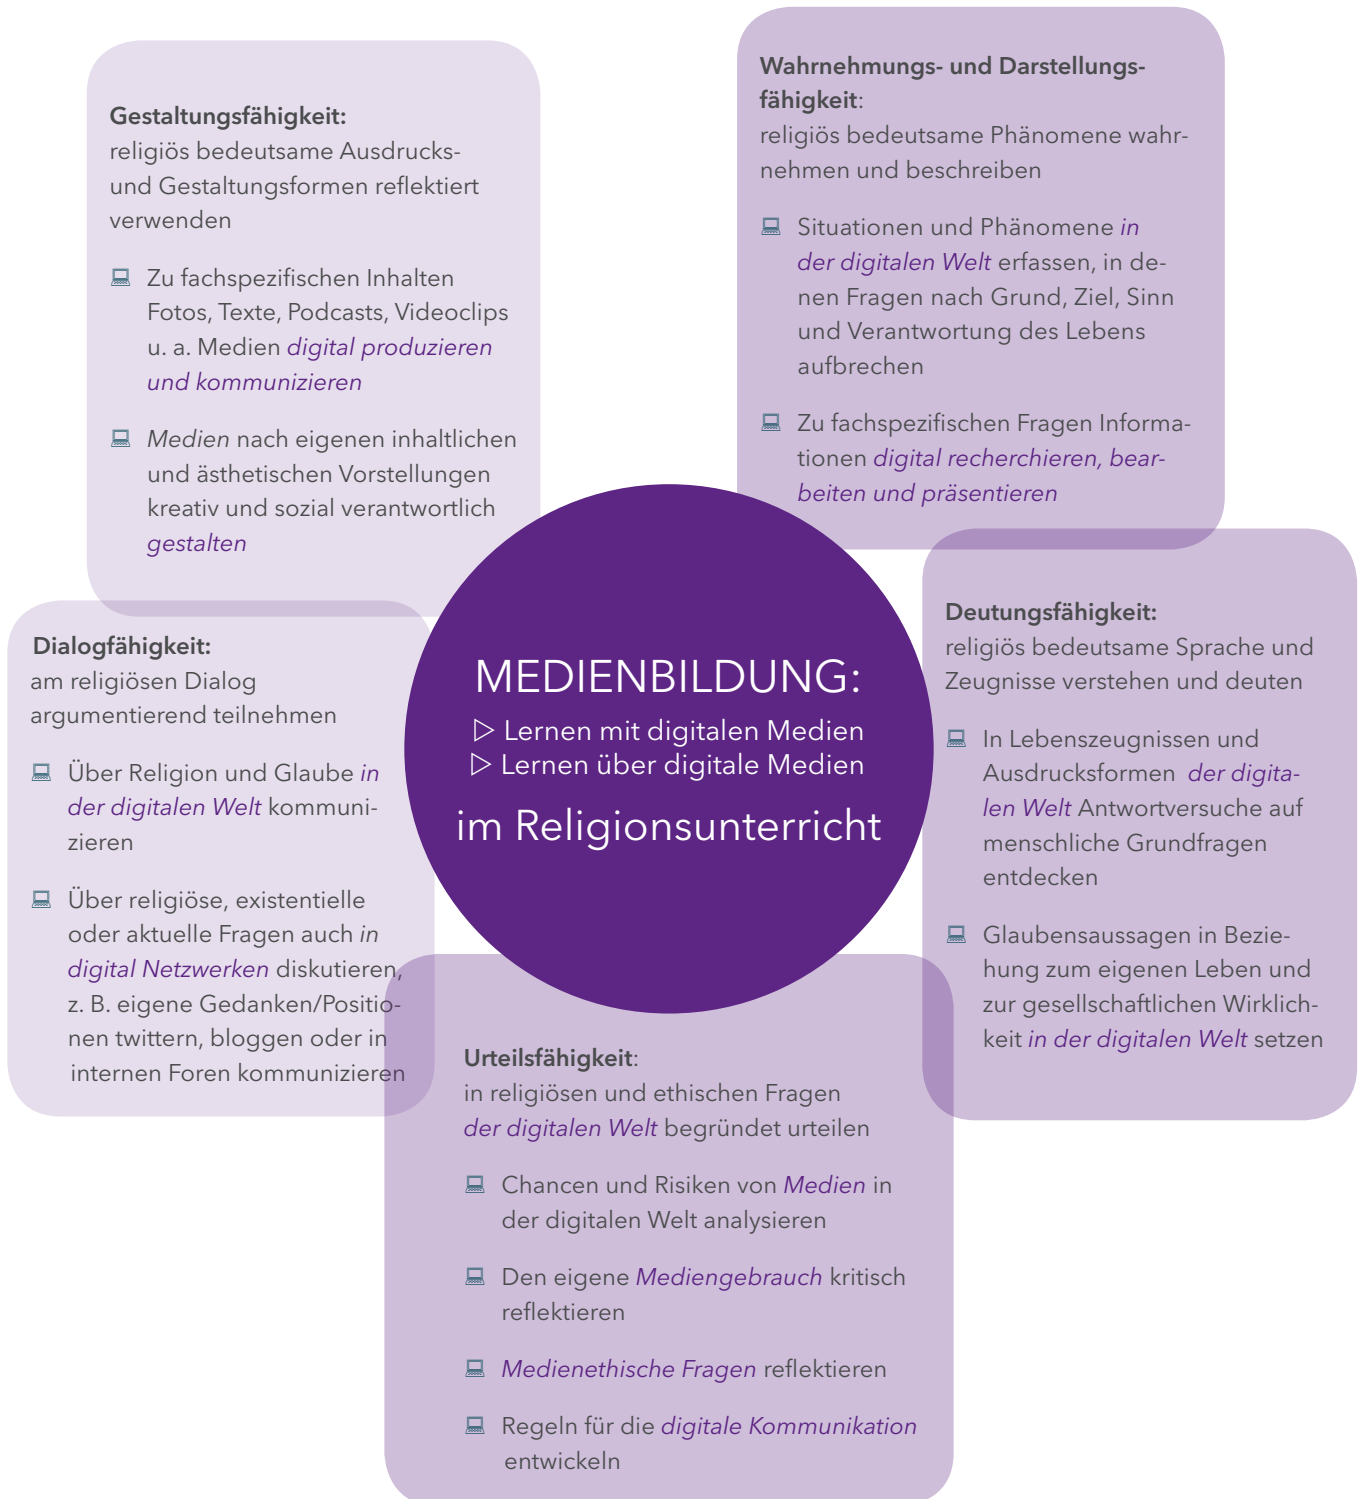 Gestaltungsfähigkeit:
religiös bedeutsame Ausdrucks-
und Gestaltungsformen reflektiert
verwenden
Zu fachspezifischen Inhalten
Fotos, Texte, Podcasts, Videoclips
u. a. Medien digital produzieren
und kommunizieren
Medien nach eigenen inhaltlichen
und ästhetischen Vorstellungen
kreativ und sozial verantwortlich
gestalten
Wahrnehmungs- und Darstellungs-
fähigkeit:
religiös bedeutsame Phänomene wahr-
nehmen und beschreiben
Situationen und Phänomene in
der digitalen Welt erfassen, in de-
nen Fragen nach Grund, Ziel, Sinn
und Verantwortung des Lebens
aufbrechen
Zu fachspezifischen Fragen Informa-
tionen digital recherchieren, bear-
beiten und präsentieren
Dialogfähigkeit:
am religiösen Dialog
argumentierend teilnehmen
Über Religion und Glaube in
der digitalen Welt kommuni-
zieren
Über religiöse, existentielle
oder aktuelle Fragen auch in
digital Netzwerken diskutieren,
z. B. eigene Gedanken/Positio-
nen twittern, bloggen oder in
internen Foren kommunizieren
MEDIENBILDUNG:
▷ Lernen mit digitalen Medien
▷ Lernen über digitale Medien
im Religionsunterricht
Deutungsfähigkeit:
religiös bedeutsame Sprache und
Zeugnisse verstehen und deuten
In Lebenszeugnissen und
Ausdrucksformen der digita-
len Welt Antwortversuche auf
menschliche Grundfragen
entdecken
Glaubensaussagen in Bezie-
hung zum eigenen Leben und
zur gesellschaftlichen Wirklich-
keit in der digitalen Welt setzen
Urteilsfähigkeit:
in religiösen und ethischen Fragen
der digitalen Welt begründet urteilen
Chancen und Risiken von Medien in
der digitalen Welt analysieren
Den eigene Mediengebrauch kritisch
reflektieren
Medienethische Fragen reflektieren
Regeln für die digitale Kommunikation
entwickeln